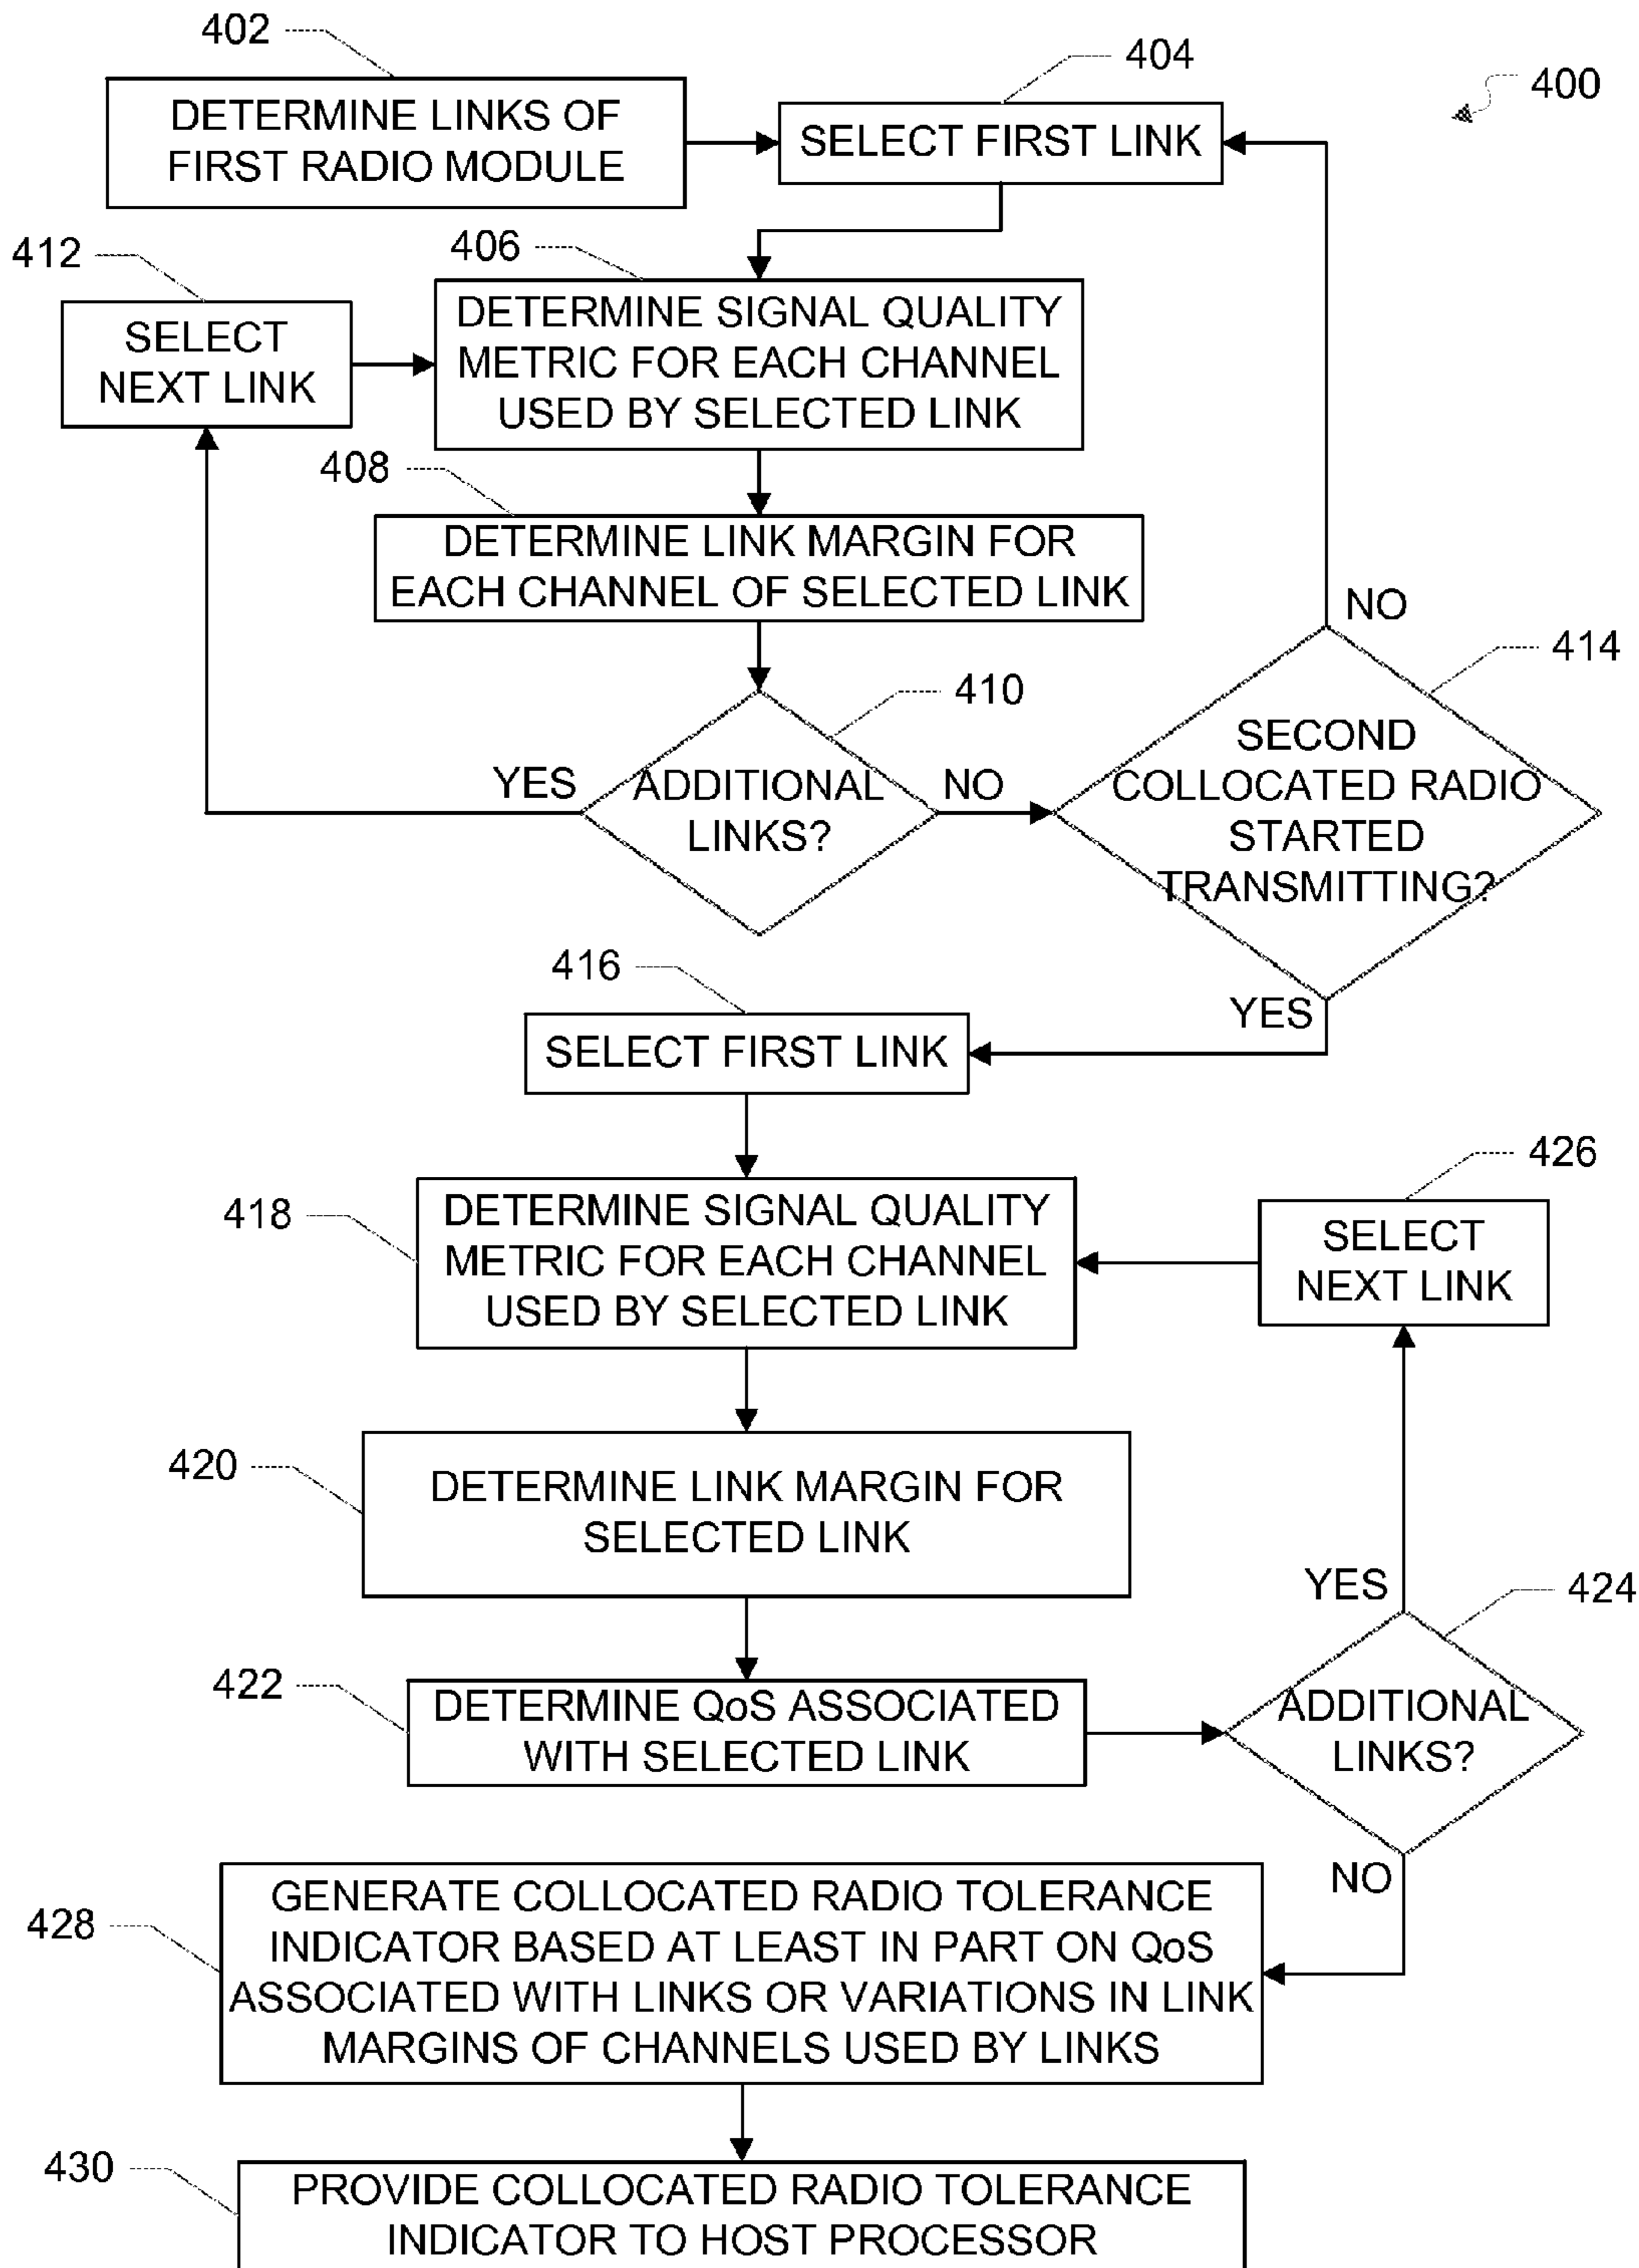 402
404
400
DETERMINE LINKS OF
FIRST RADIO MODULE
SELECT FIRST LINK
412
406
SELECT
NEXT LINK
DETERMINE SIGNAL QUALITY
METRIC FOR EACH CHANNEL
USED BY SELECTED LINK
408
DETERMINE LINK MARGIN FOR
EACH CHANNEL OF SELECTED LINK
NO
414
410
YES
ADDITIONAL
LINKS?
NO
SECOND
COLLOCATED RADIO
STARTED
TRANSMITTING?
416
YES
SELECT FIRST LINK
426
418
DETERMINE SIGNAL QUALITY
METRIC FOR EACH CHANNEL
USED BY SELECTED LINK
SELECT
NEXT LINK
420
DETERMINE LINK MARGIN FOR
SELECTED LINK
YES
424
422
DETERMINE QoS ASSOCIATED
WITH SELECTED LINK
ADDITIONAL
LINKS?
NO
428
GENERATE COLLOCATED RADIO TOLERANCE
INDICATOR BASED AT LEAST IN PART ON QoS
ASSOCIATED WITH LINKS OR VARIATIONS IN LINK
MARGINS OF CHANNELS USED BY LINKS
430
PROVIDE COLLOCATED RADIO TOLERANCE
INDICATOR TO HOST PROCESSOR